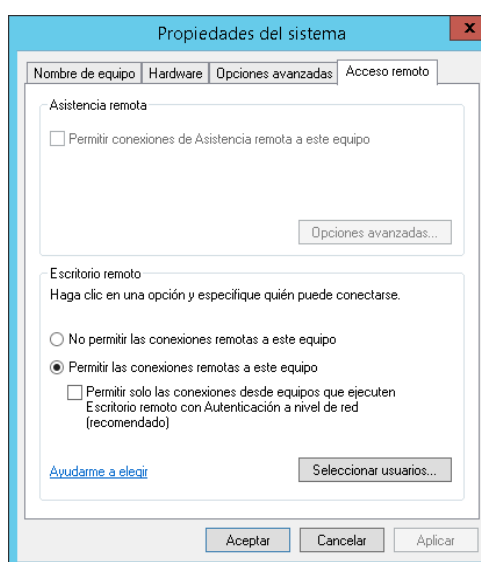 Propiedades del sistema
x
Nombre de equipo Hardware Opciones avanzadas Acceso remoto
Asistencia remota
Permitir conexiones de Asistencia remota a este equipo
Opciones avanzadas...
Escritorio remoto
Haga clic en una opción y especifique quién puede conectarse.
No permitir las conexiones remotas a este equipo
Permitir las conexiones remotas a este equipo
Permitir solo las conexiones desde equipos que ejecuten
Escritorio remoto con Autenticación a nivel de red
(recomendado)
Ayudarme a elegir
Seleccionar usuarios...
Aceptar Cancelar Aplicar